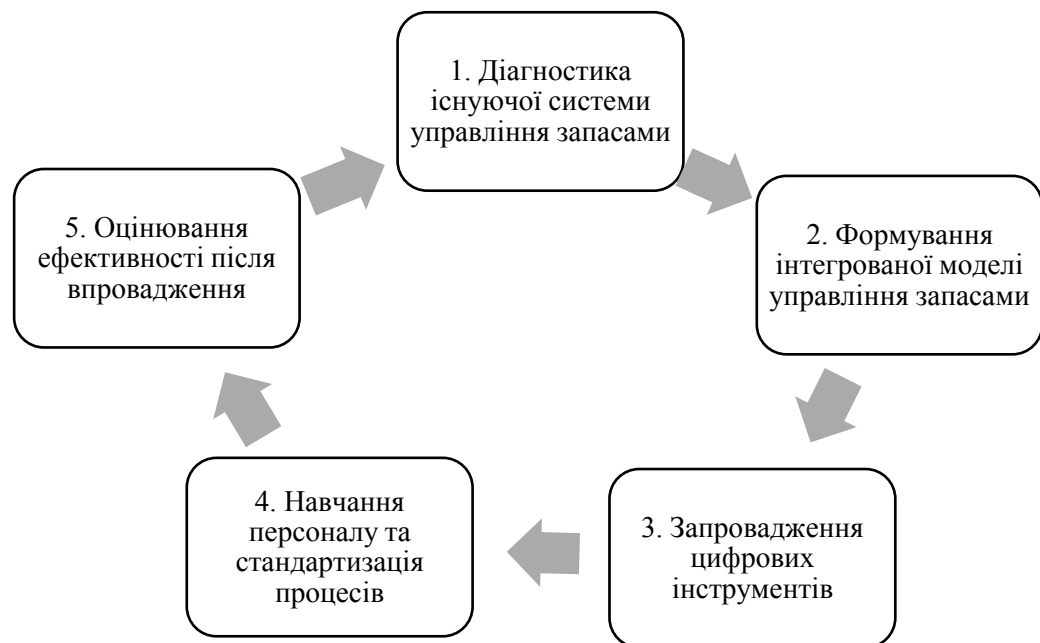 1. Діагностика
існуючої системи
управління запасами
2. Формування
інтегрованої моделі
управління запасами
3. Запровадження
цифрових
інструментів
4. Навчання
персоналу та
стандартизація
процесів
5. Оцінювання
ефективності після
впровадження